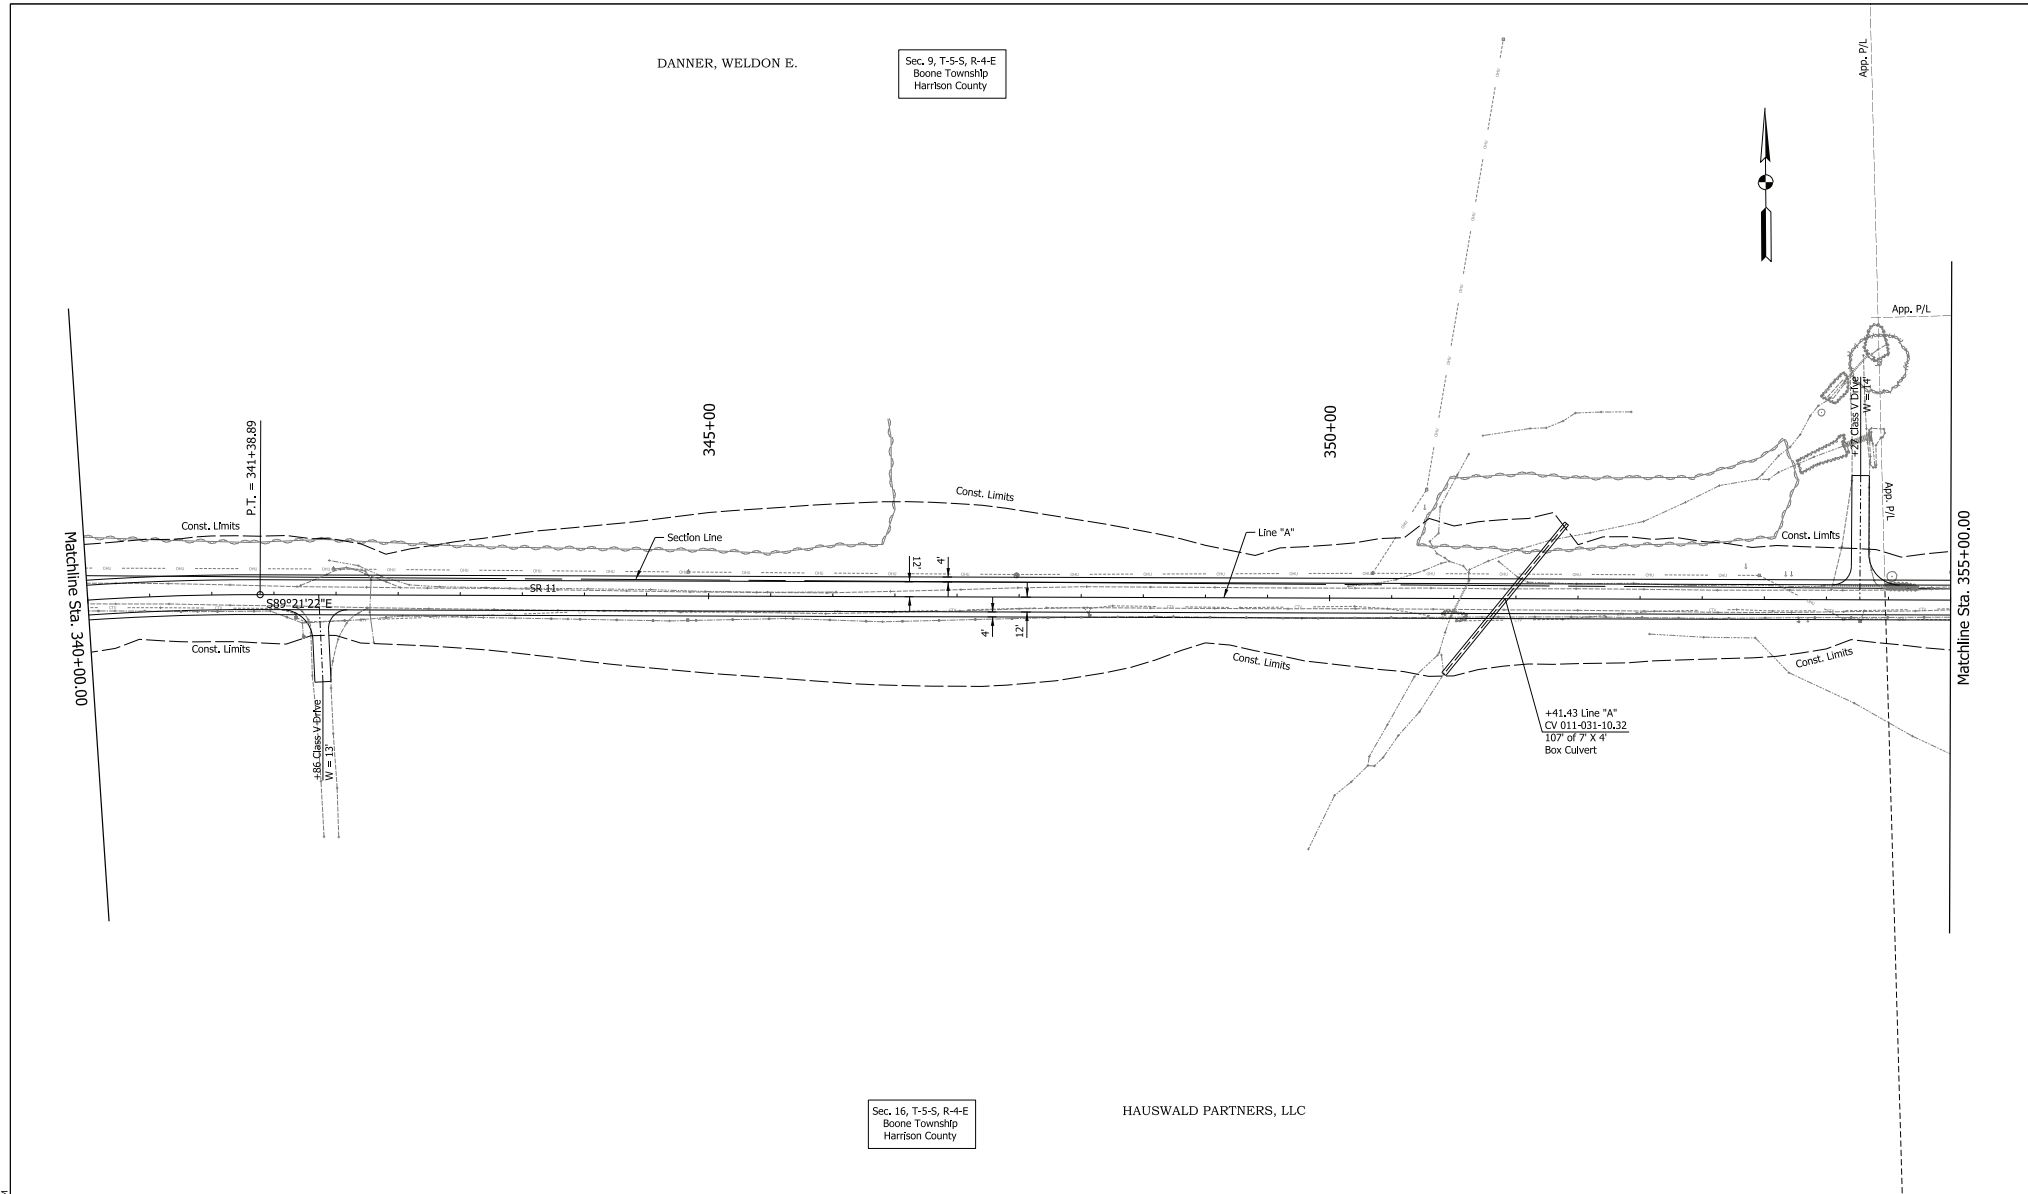 DANNER, WELDON E.
Sec. 9, T-5-S, R-4-E
Boone Township
Harrison County
App. P/L
App. P/L
App. P/L
P.T. = 341+38.89
345+00
350+00
+27 Class V Drive
W = 14'
Const. Limits
Const. Limits
Const. Limits
Section Line
Line "A"
12'
4'
Matchline Sta. 340+00.00
Matchline Sta. 355+00.00
SR 11
S89°21'22"E
4'
12'
Const. Limits
Const. Limits
Const. Limits
+86 Class V Drive
W = 13'
+41.43 Line "A"
CV 011-031-10.32
107' of 7' X 4'
Box Culvert
Sec. 16, T-5-S, R-4-E
Boone Township
Harrison County
HAUSWALD PARTNERS, LLC